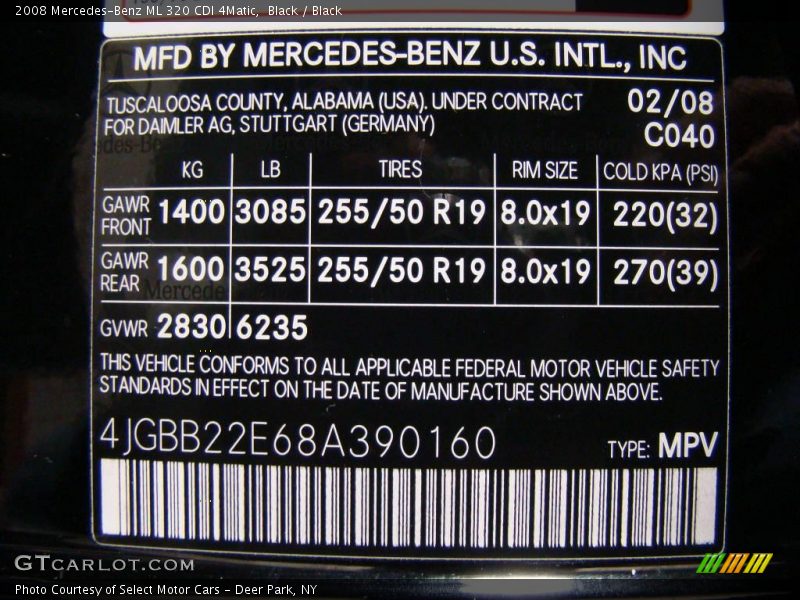 2008 Mercedes-Benz ML 320 CDI 4Matic, Black / Black
MFD BY MERCEDES-BENZ U.S. INTL., INC
TUSCALOOSA COUNTY, ALABAMA (USA). UNDER CONTRACT 02/08
FOR DAIMLER AG, STUTTGART (GERMANY) C040
KG LB TIRES RIM SIZE COLD KPA (PSI)
GAWR FRONT 1400 3085 255/50 R19 8.0x19 220(32)
GAWR REAR 1600 3525 255/50 R19 8.0x19 270(39)
GVWR 2830 6235
THIS VEHICLE CONFORMS TO ALL APPLICABLE FEDERAL MOTOR VEHICLE SAFETY
STANDARDS IN EFFECT ON THE DATE OF MANUFACTURE SHOWN ABOVE.
4JGBB22E68A390160 TYPE: MPV
GTCARLOT.COM
Photo Courtesy of Select Motor Cars - Deer Park, NY